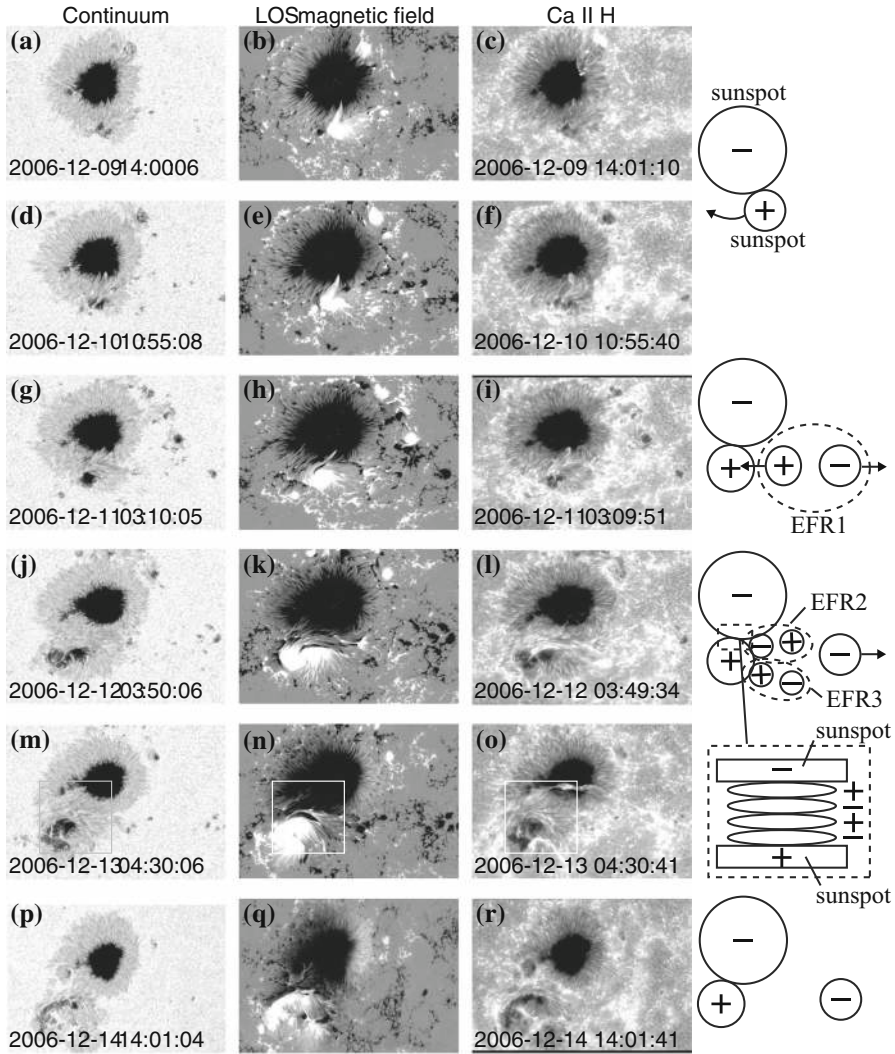 Continuum LOSmagnetic field Ca II H
(a) (b) (c)
sunspot
−
2006-12-0914:00:06 2006-12-09 14:01:10
+
sunspot
(d) (e) (f)
2006-12-1010:55:08 2006-12-10 10:55:40
(g) (h) (i)
−
+ + −
2006-12-1103:10:05 2006-12-1103:09:51
EFR1
(j) (k) (l)
−
EFR2
− +
+ −
+ −
EFR3
2006-12-1203:50:06 2006-12-12 03:49:34
(m) (n) (o)
sunspot
−
+
−
+
−
+
2006-12-1304:30:06 2006-12-13 04:30:41
sunspot
(p) (q) (r)
−
+ −
2006-12-1414:01:04 2006-12-14 14:01:41